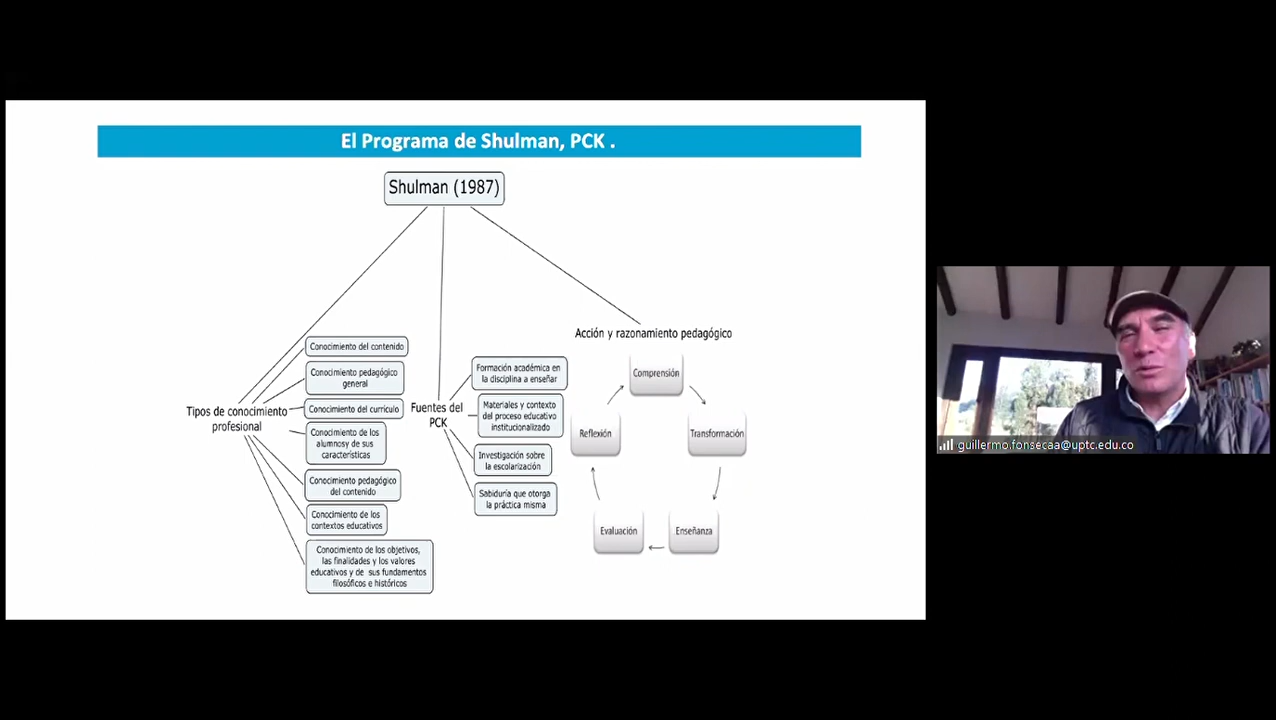 El Programa de Shulman, PCK .
Shulman (1987)
Tipos de conocimiento
profesional
Conocimiento del contenido
Conocimiento pedagógico
general
Conocimiento del currículo
Conocimiento de los
alumnosy de sus
características
Conocimiento pedagógico
del contenido
Conocimiento de los
contextos educativos
Conocimiento de los objetivos,
las finalidades y los valores
educativos y de sus fundamentos
filosóficos e históricos
Fuentes del
PCK
Formación académica en
la disciplina a enseñar
Materiales y contexto
del proceso educativo
institucionalizado
Investigación sobre
la escolarización
Sabiduría que otorga
la práctica misma
Acción y razonamiento pedagógico
Comprensión
Transformación
Enseñanza
Evaluación
Reflexión
guillermo.fonsecaa@uptc.edu.co